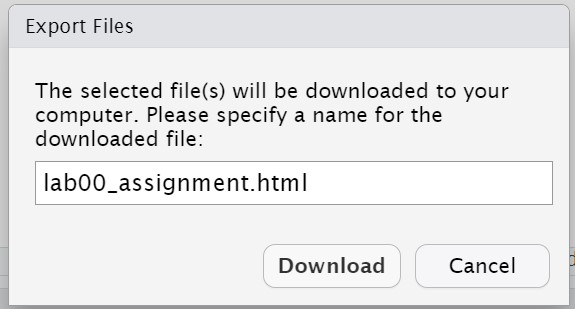 Export Files
The selected file(s) will be downloaded to your
computer. Please specify a name for the
downloaded file:
lab00_assignment.html
Download
Cancel